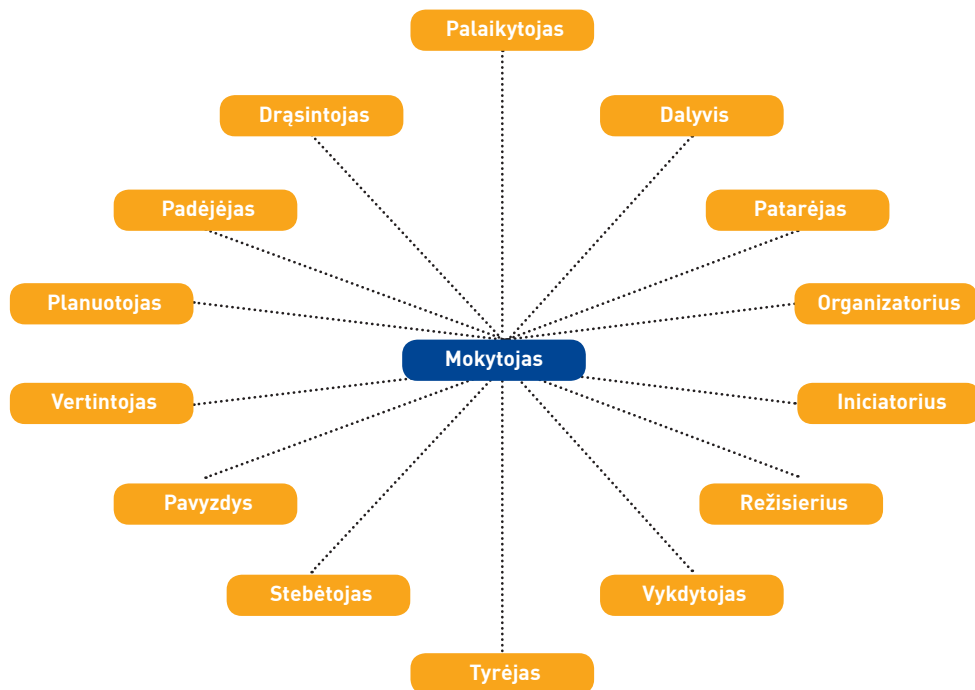 Palaikytojas
Drąsintojas
Dalyvis
Padėjėjas
Patarėjas
Planuotojas
Organizatorius
Mokytojas
Vertintojas
Iniciatorius
Pavyzdys
Režisierius
Stebėtojas
Vykdytojas
Tyrėjas